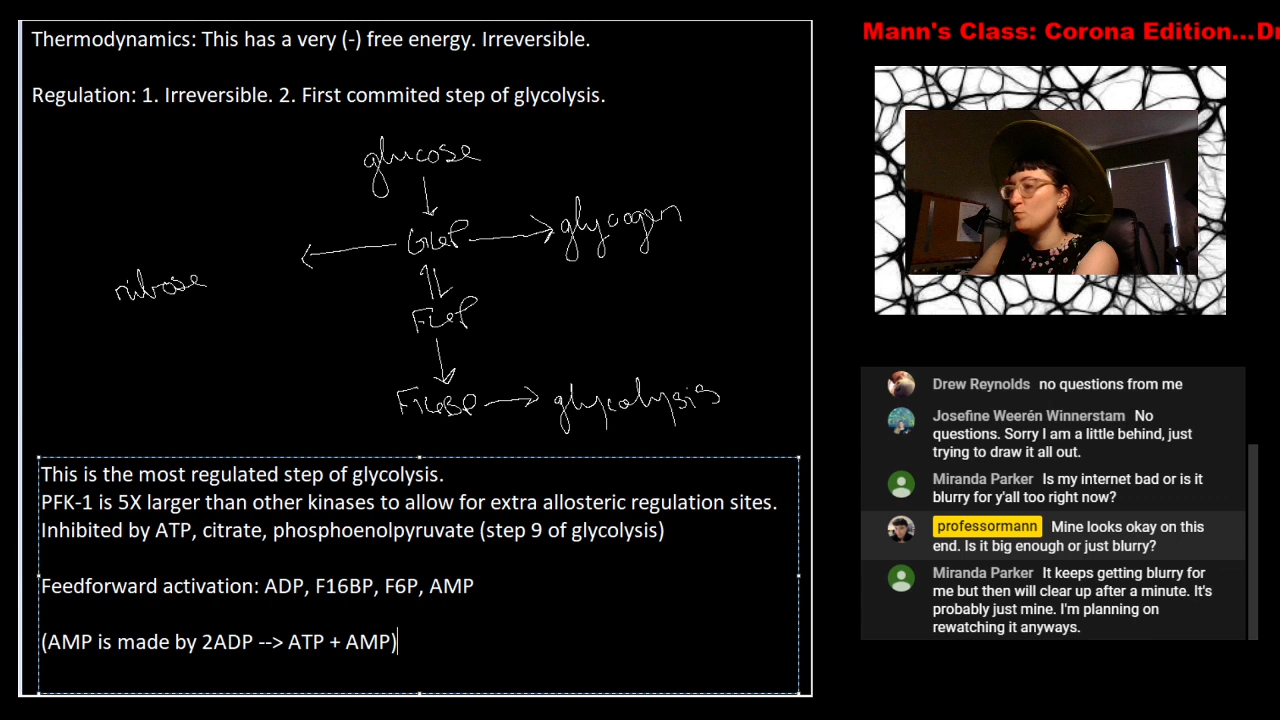 Thermodynamics: This has a very (-) free energy. Irreversible.
Regulation: 1. Irreversible. 2. First commited step of glycolysis.
glucose
G6P
glycogen
ribose
F6P
F16BP
glycolysis
This is the most regulated step of glycolysis.
PFK-1 is 5X larger than other kinases to allow for extra allosteric regulation sites.
Inhibited by ATP, citrate, phosphoenolpyruvate (step 9 of glycolysis)
Feedforward activation: ADP, F16BP, F6P, AMP
(AMP is made by 2ADP --> ATP + AMP)
Mann's Class: Corona Edition...D
Drew Reynolds no questions from me
Josefine Weerén Winnerstam No
questions. Sorry I am a little behind, just
trying to draw it all out.
Miranda Parker Is my internet bad or is it
blurry for y'all too right now?
professormann Mine looks okay on this
end. Is it big enough or just blurry?
Miranda Parker It keeps getting blurry for
me but then will clear up after a minute. It's
probably just mine. I'm planning on
rewatching it anyways.